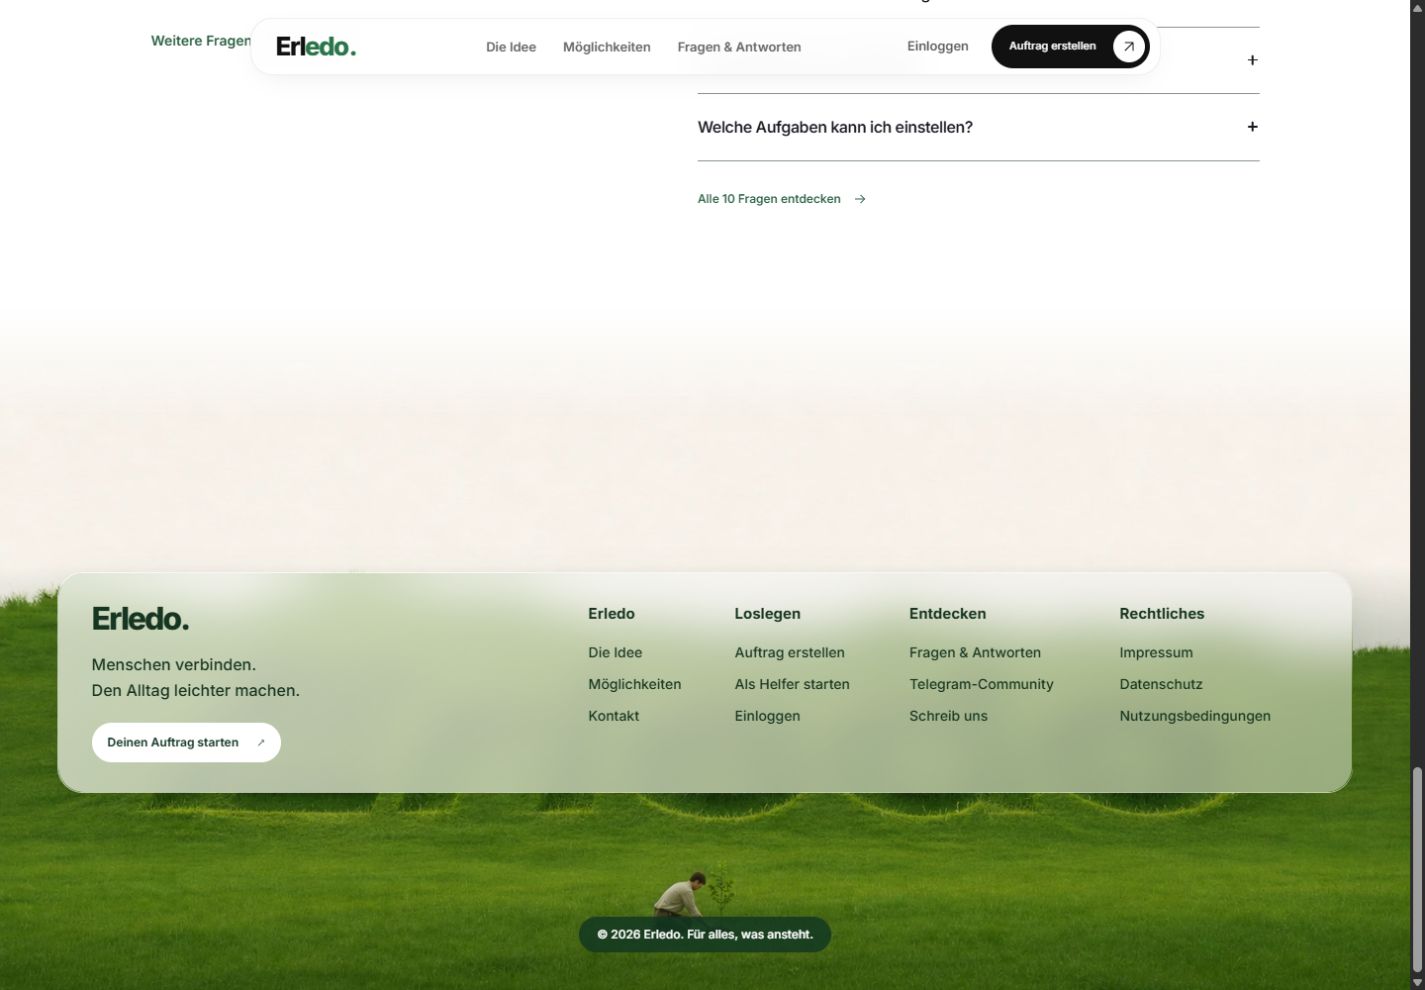 Weitere Fragen
Erledo.
Die Idee
Möglichkeiten
Fragen & Antworten
Einloggen
Auftrag erstellen
Welche Aufgaben kann ich einstellen?
Alle 10 Fragen entdecken
Erledo.
Menschen verbinden.
Den Alltag leichter machen.
Deinen Auftrag starten
Erledo
Die Idee
Möglichkeiten
Kontakt
Loslegen
Auftrag erstellen
Als Helfer starten
Einloggen
Entdecken
Fragen & Antworten
Telegram-Community
Schreib uns
Rechtliches
Impressum
Datenschutz
Nutzungsbedingungen
© 2026 Erledo. Für alles, was ansteht.